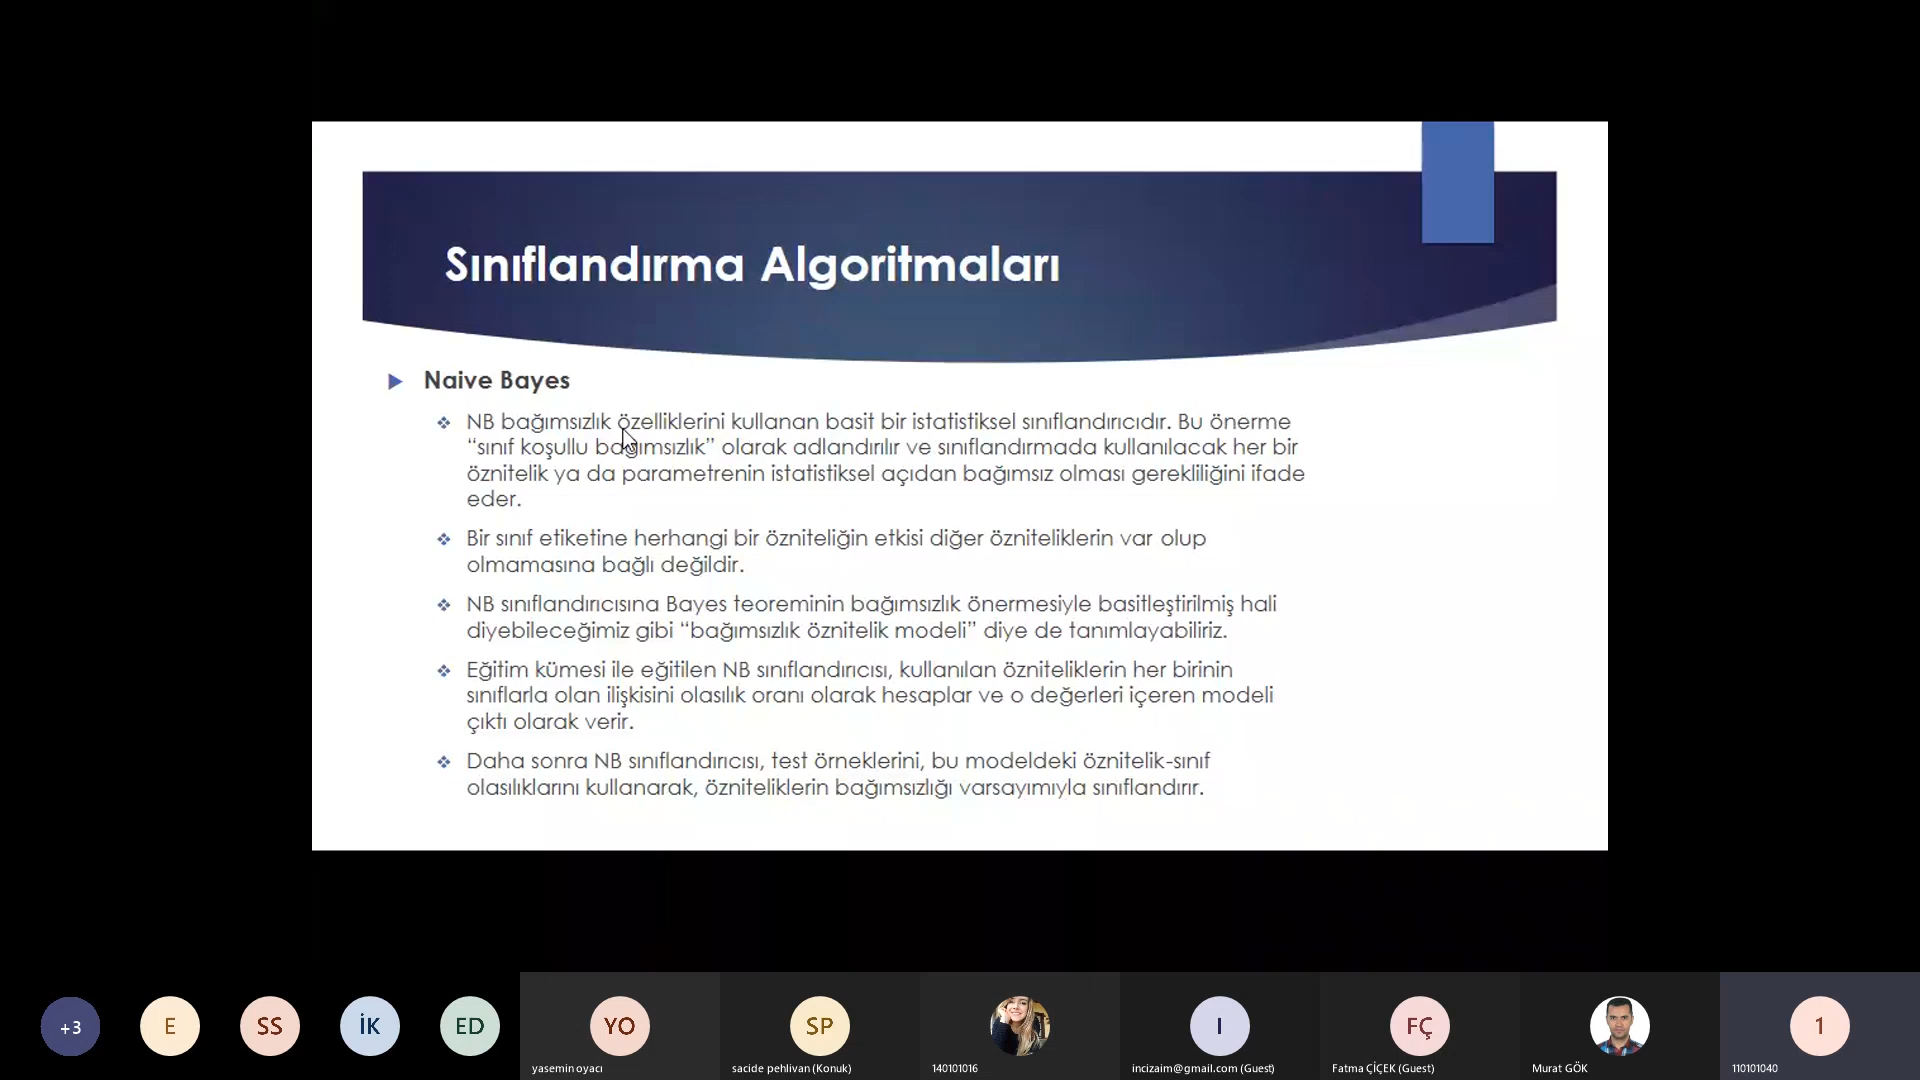 Sınıflandırma Algoritmaları
Naive Bayes
NB bağımsızlık özelliklerini kullanan basit bir istatistiksel sınıflandırıcıdır. Bu önerme
“sınıf koşullu bağımsızlık” olarak adlandırılır ve sınıflandırmada kullanılacak her bir
öznitelik ya da parametrenin istatistiksel açıdan bağımsız olması gerekliliğini ifade
eder.
Bir sınıf etiketine herhangi bir özniteliğin etkisi diğer özniteliklerin var olup
olmamasına bağlı değildir.
NB sınıflandırıcısına Bayes teoreminin bağımsızlık önermesiyle basitleştirilmiş hali
diyebileceğimiz gibi “bağımsızlık öznitelik modeli” diye de tanımlayabiliriz.
Eğitim kümesi ile eğitilen NB sınıflandırıcısı, kullanılan özniteliklerin her birinin
sınıflarla olan ilişkisini olasılık oranı olarak hesaplar ve o değerleri içeren modeli
çıktı olarak verir.
Daha sonra NB sınıflandırıcısı, test örneklerini, bu modeldeki öznitelik-sınıf
olasılıklarını kullanarak, özniteliklerin bağımsızlığı varsayımıyla sınıflandırır.
+3 E SS İK ED YO SP I FÇ 1
yasemin oyacı sacide pehlivan (Konuk) 140101016 incizaim@gmail.com (Guest) Fatma ÇİÇEK (Guest) Murat GÖK 110101040